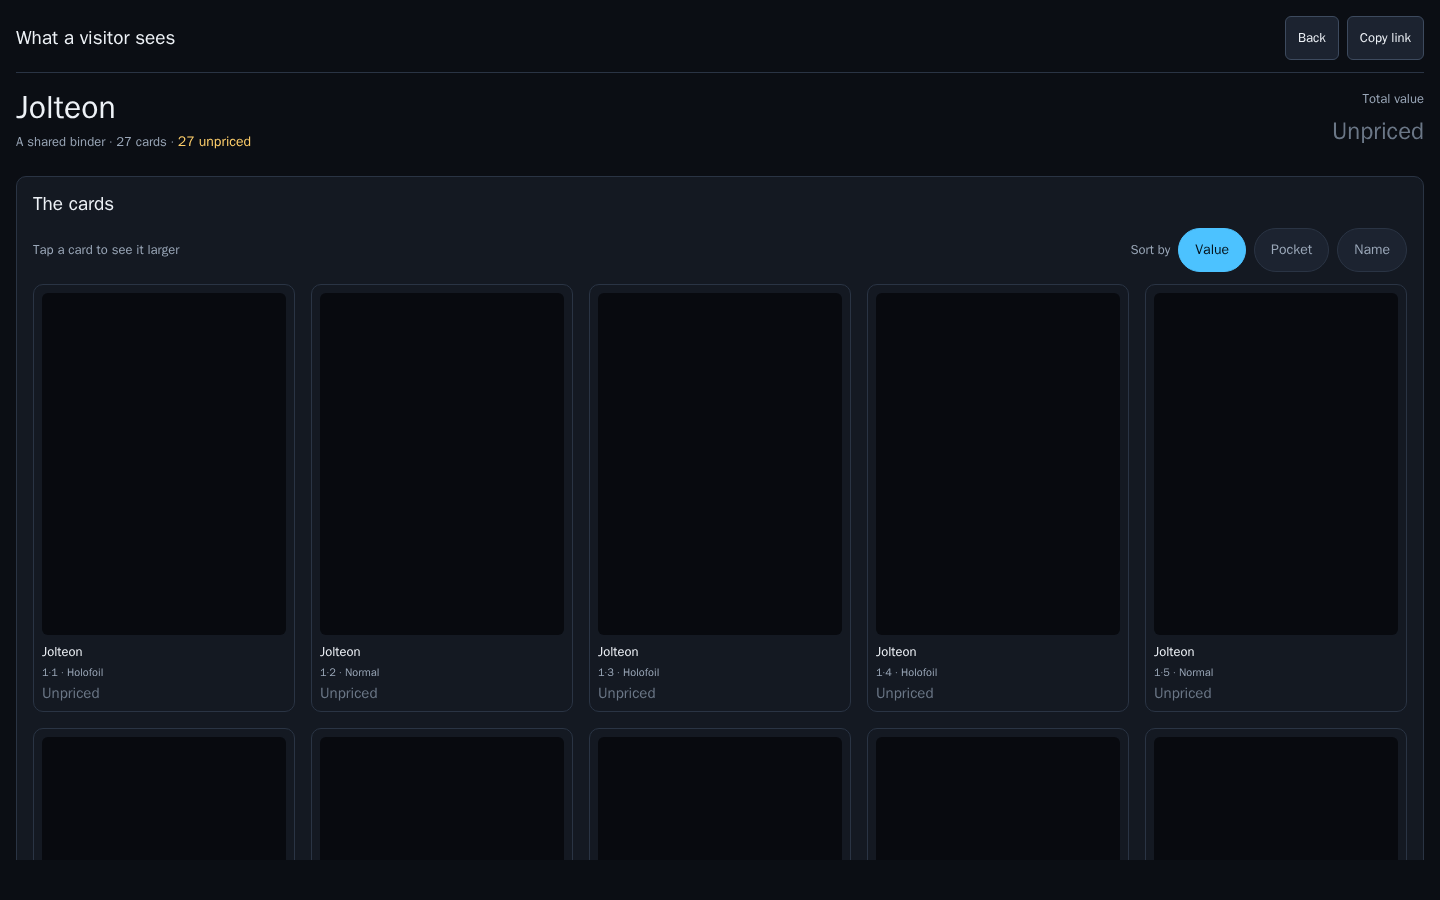 What a visitor sees
Back
Copy link
Jolteon
A shared binder · 27 cards · 27 unpriced
Total value
Unpriced
The cards
Tap a card to see it larger
Sort by
Value
Pocket
Name
Jolteon
1·1 · Holofoil
Unpriced
Jolteon
1·2 · Normal
Unpriced
Jolteon
1·3 · Holofoil
Unpriced
Jolteon
1·4 · Holofoil
Unpriced
Jolteon
1·5 · Normal
Unpriced